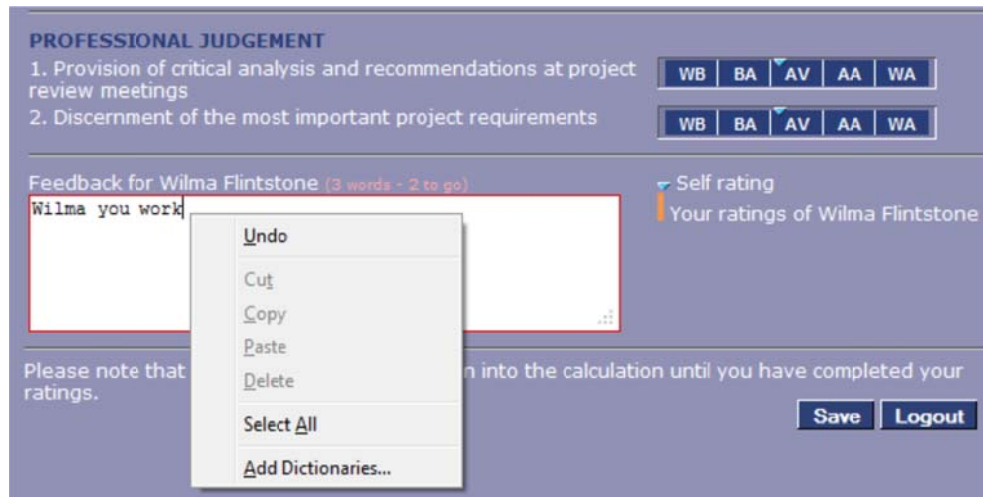 PROFESSIONAL JUDGEMENT
1. Provision of critical analysis and recommendations at project
review meetings
WB BA AV AA WA
2. Discernment of the most important project requirements
WB BA AV AA WA
Feedback for Wilma Flintstone (3 words - 2 to go)
Wilma you work
Self rating
Your ratings of Wilma Flintstone
Undo
Cut
Copy
Paste
Delete
Select All
Add Dictionaries...
Please note that n into the calculation until you have completed your
ratings.
Save Logout